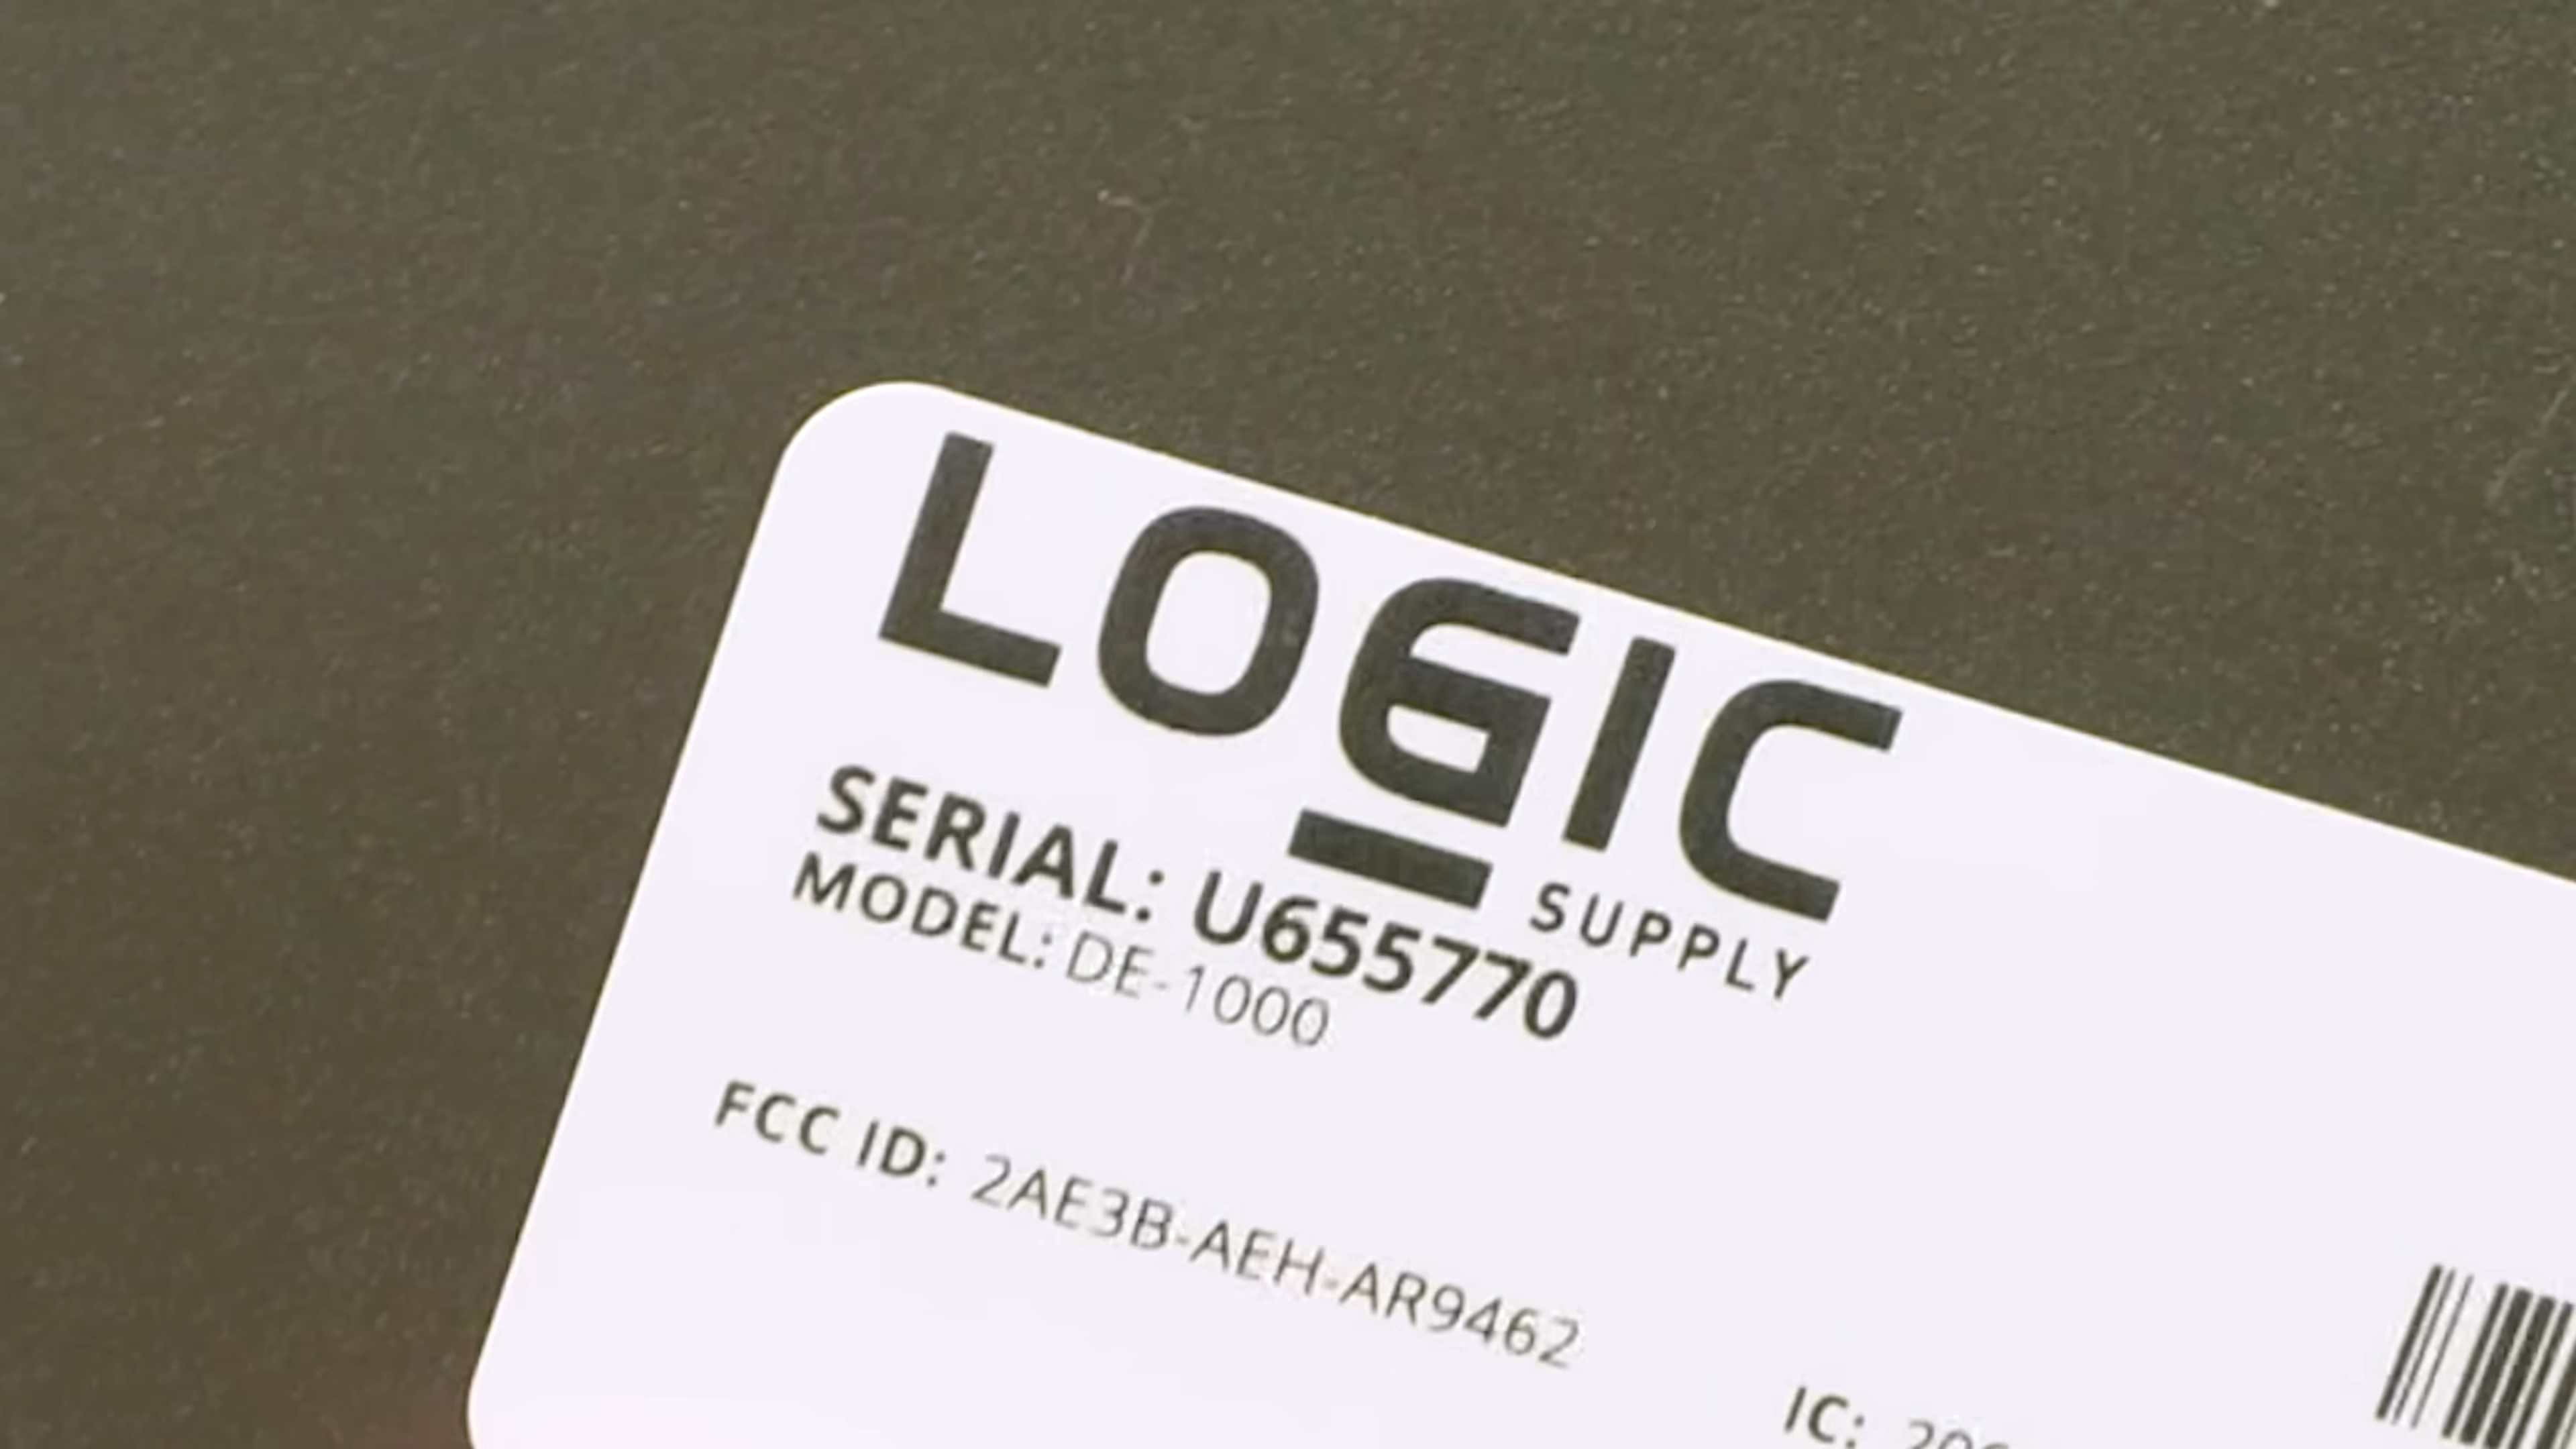 LOGIC
SUPPLY
SERIAL: U655770
MODEL: DE-1000
FCC ID: 2AE3B-AEH-AR9462
IC: